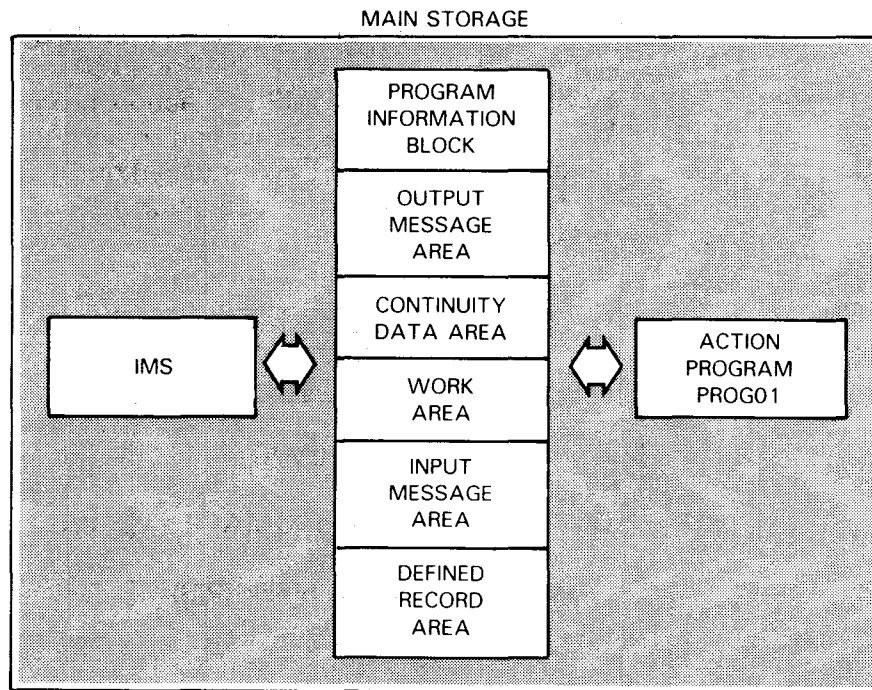 MAIN STORAGE
PROGRAM
INFORMATION
BLOCK
OUTPUT
MESSAGE
AREA
CONTINUITY
DATA AREA
IMS
WORK
AREA
ACTION
PROGRAM
PROG01
INPUT
MESSAGE
AREA
DEFINED
RECORD
AREA